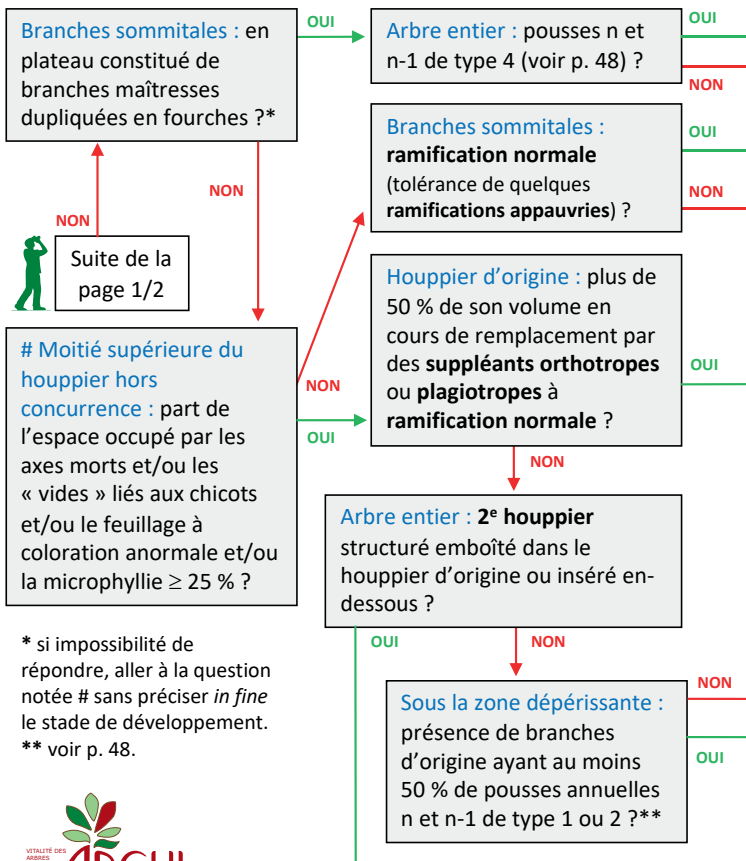 Branches sommitales : en
plateau constitué de
branches maîtresses
dupliquées en fourches ?*
OUI
Arbre entier : pousses n et
n-1 de type 4 (voir p. 48) ?
OUI
NON
NON
NON
Suite de la
page 1/2
Branches sommitales :
ramification normale
(tolérance de quelques
ramifications appauvries) ?
OUI
NON
# Moitié supérieure du
houppier hors
concurrence : part de
l’espace occupé par les
axes morts et/ou les
« vides » liés aux chicots
et/ou le feuillage à
coloration anormale et/ou
la microphyllie ≥ 25 % ?
NON
OUI
Houppier d’origine : plus de
50 % de son volume en
cours de remplacement par
des suppléants orthotropes
ou plagiotropes à
ramification normale ?
OUI
NON
Arbre entier : 2e houppier
structuré emboîté dans le
houppier d’origine ou inséré en-
dessous ?
OUI
NON
Sous la zone dépérissante :
présence de branches
d’origine ayant au moins
50 % de pousses annuelles
n et n-1 de type 1 ou 2 ?**
NON
OUI
* si impossibilité de
répondre, aller à la question
notée # sans préciser in fine
le stade de développement.
** voir p. 48.
VITALITÉ DES
ARBRES